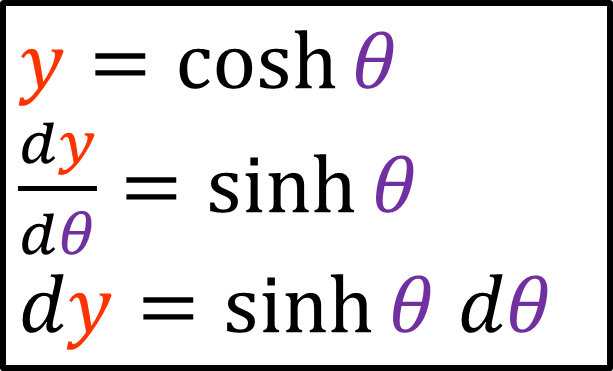 y = cosh θ
dy/dθ = sinh θ
dy = sinh θ dθ